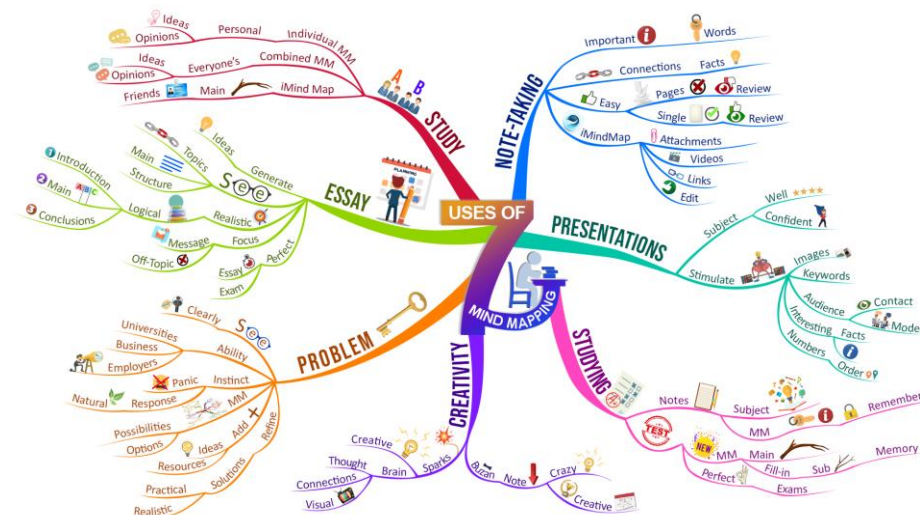 USES OF
7
MIND MAPPING
NOTE-TAKING
Important
Words
Connections
Facts
Easy
Pages
Review
Single
Review
iMindMap
Attachments
Videos
Links
Edit
PRESENTATIONS
Subject
Well
Confident
Stimulate
Images
Keywords
Audience
Contact
Mode
Interesting
Facts
Numbers
Order
STUDYING
Notes
Subject
MM
Remember
TEST
NEW
MM
Main
Fill-in
Sub
Memory
Perfect
Exams
CREATIVITY
Sparks
Creative
Brain
Thought
Connections
Visual
Buzan
Note
Crazy
Creative
PROBLEM
See
Clearly
Ability
Universities
Business
Employers
Instinct
Panic
Response
Natural
MM
Possibilities
Options
Add
Ideas
Resources
Refine
Solutions
Practical
Realistic
ESSAY
PLANNING
Generate
Ideas
See
Topics
Main
Structure
Realistic
Logical
Introduction
Main
ABC
Conclusions
Focus
Message
Off-Topic
Perfect
Essay
Exam
STUDY
A
B
Individual MM
Personal
Ideas
Opinions
Combined MM
Everyone's
Ideas
Opinions
iMind Map
Main
Friends